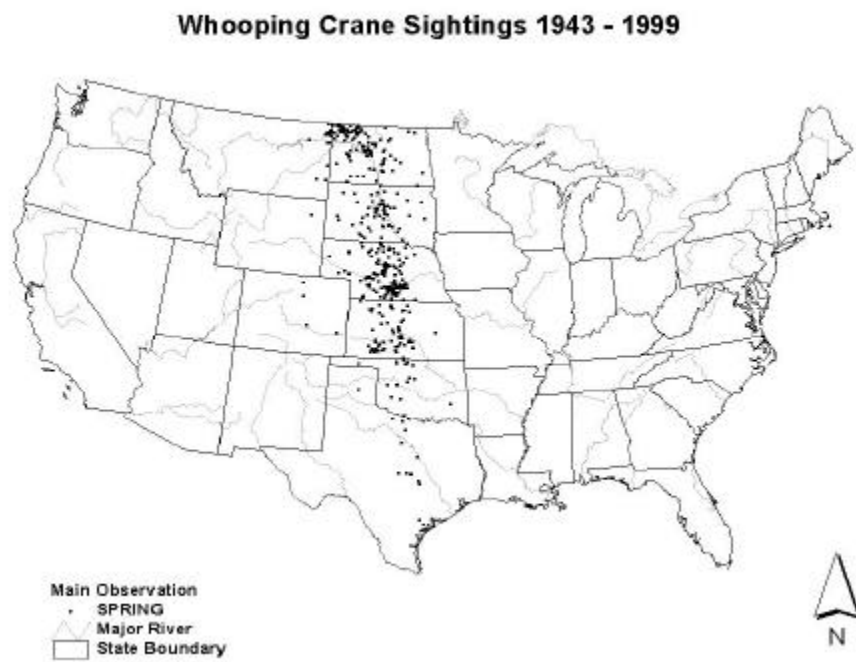 Whooping Crane Sightings 1943 - 1999
Main Observation
SPRING
Major River
State Boundary
N